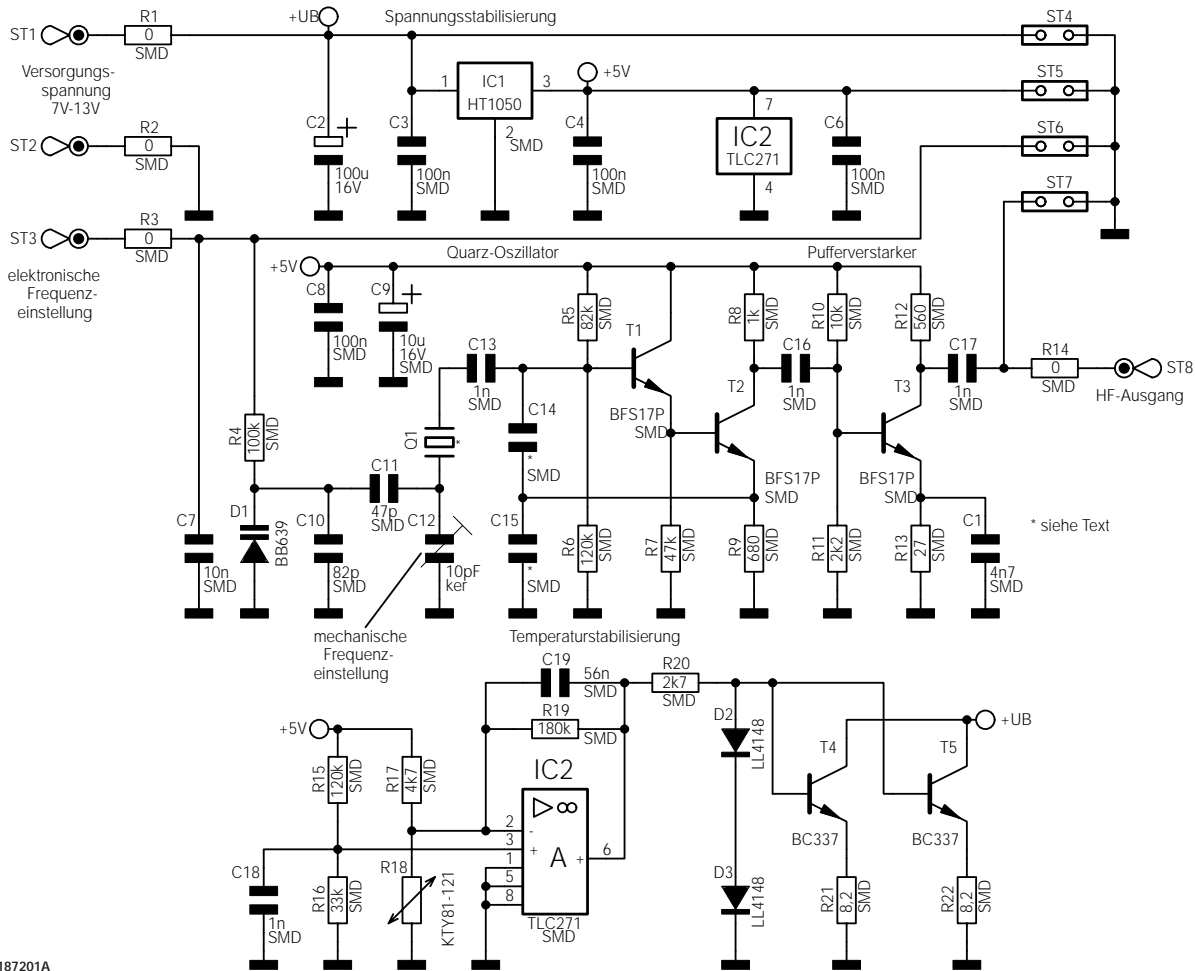 R1
+UB
Spannungsstabilisierung
ST4
ST1
0
SMD
Versorgungs-
spannung
7V-13V
1
IC1
HT1050
3
+5V
ST5
2
SMD
7
IC2
TLC271
4
R2
ST2
0
SMD
C2
+
100u
16V
C3
100n
SMD
C4
100n
SMD
C6
100n
SMD
ST6
ST7
R3
ST3
0
SMD
elektronische
Frequenz-
einstellung
Quarz-Oszillator
Pufferverstarker
+5V
C8
100n
SMD
C9
+
10u
16V
SMD
R5
82k
SMD
T1
BFS17P
SMD
R8
1k
SMD
R10
10k
SMD
R12
560
SMD
C13
1n
SMD
C14
*
SMD
T2
BFS17P
SMD
C16
1n
SMD
T3
BFS17P
SMD
C17
1n
SMD
R14
0
SMD
ST8
HF-Ausgang
R4
100k
SMD
Q1
*
C11
47p
SMD
C7
10n
SMD
D1
BB639
C10
82p
SMD
C12
10pF
ker
C15
*
SMD
R6
120k
SMD
R7
47k
SMD
R9
680
SMD
R11
2k2
SMD
R13
27
SMD
C1
4n7
SMD
* siehe Text
mechanische
Frequenz-
einstellung
Temperaturstabilisierung
C19
56n
SMD
R19
180k
SMD
R20
2k7
SMD
+5V
R15
120k
SMD
R17
4k7
SMD
IC2
∞
2
-
3
+
1
5
8
A
+
6
TLC271
SMD
D2
LL4148
T4
BC337
T5
BC337
+UB
C18
1n
SMD
R16
33k
SMD
R18
KTY81-121
D3
LL4148
R21
8,2
SMD
R22
8,2
SMD
187201A